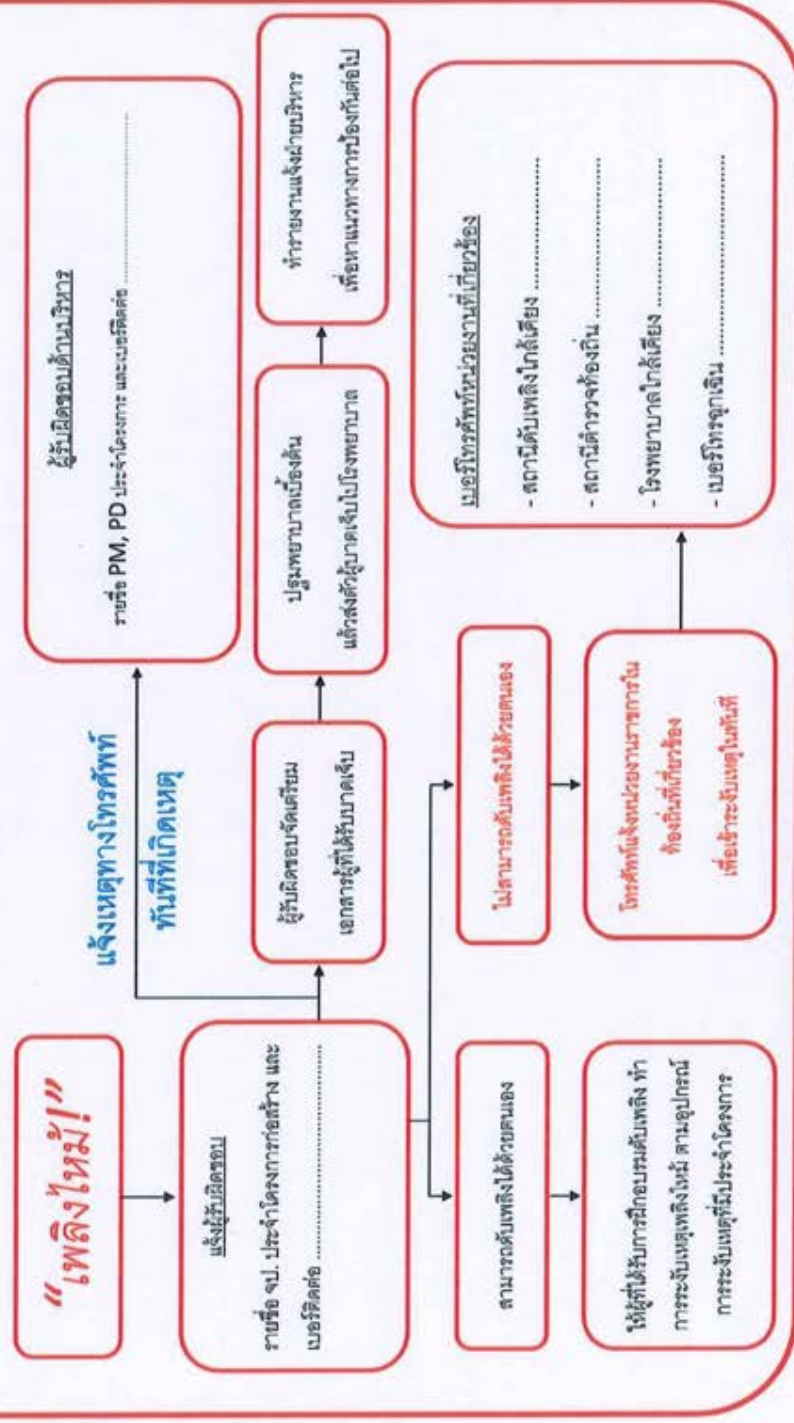 “เพลิงไหม้!”
แจ้งเหตุทางโทรศัพท์
ทันทีที่เกิดเหตุ
แจ้งผู้รับผิดชอบ
รายชื่อ จป. ประจำโครงการก่อสร้าง และ
เบอร์ติดต่อ ........................................
ผู้รับผิดชอบด้านบริหาร
รายชื่อ PM, PD ประจำโครงการ และเบอร์ติดต่อ ........................................
ผู้รับผิดชอบจัดเตรียม
เอกสารผู้ที่ได้รับบาดเจ็บ
ปฐมพยาบาลเบื้องต้น
แล้วส่งตัวผู้บาดเจ็บไปโรงพยาบาล
ทำรายงานแจ้งฝ่ายบริหาร
เพื่อหาแนวทางการป้องกันต่อไป
สามารถดับเพลิงได้ด้วยตนเอง
ให้ผู้ที่ได้รับการฝึกอบรมดับเพลิง ทำ
การระงับเหตุเพลิงไหม้ ตามอุปกรณ์
การระงับเหตุที่มีประจำโครงการ
ไม่สามารถดับเพลิงได้ด้วยตนเอง
โทรศัพท์แจ้งหน่วยงานราชการใน
ท้องถิ่นที่เกี่ยวข้อง
เพื่อเข้าระงับเหตุในทันที
เบอร์โทรศัพท์หน่วยงานที่เกี่ยวข้อง
- สถานีดับเพลิงใกล้เคียง ........................
- สถานีตำรวจท้องถิ่น ........................
- โรงพยาบาลใกล้เคียง ........................
- เบอร์โทรฉุกเฉิน ........................